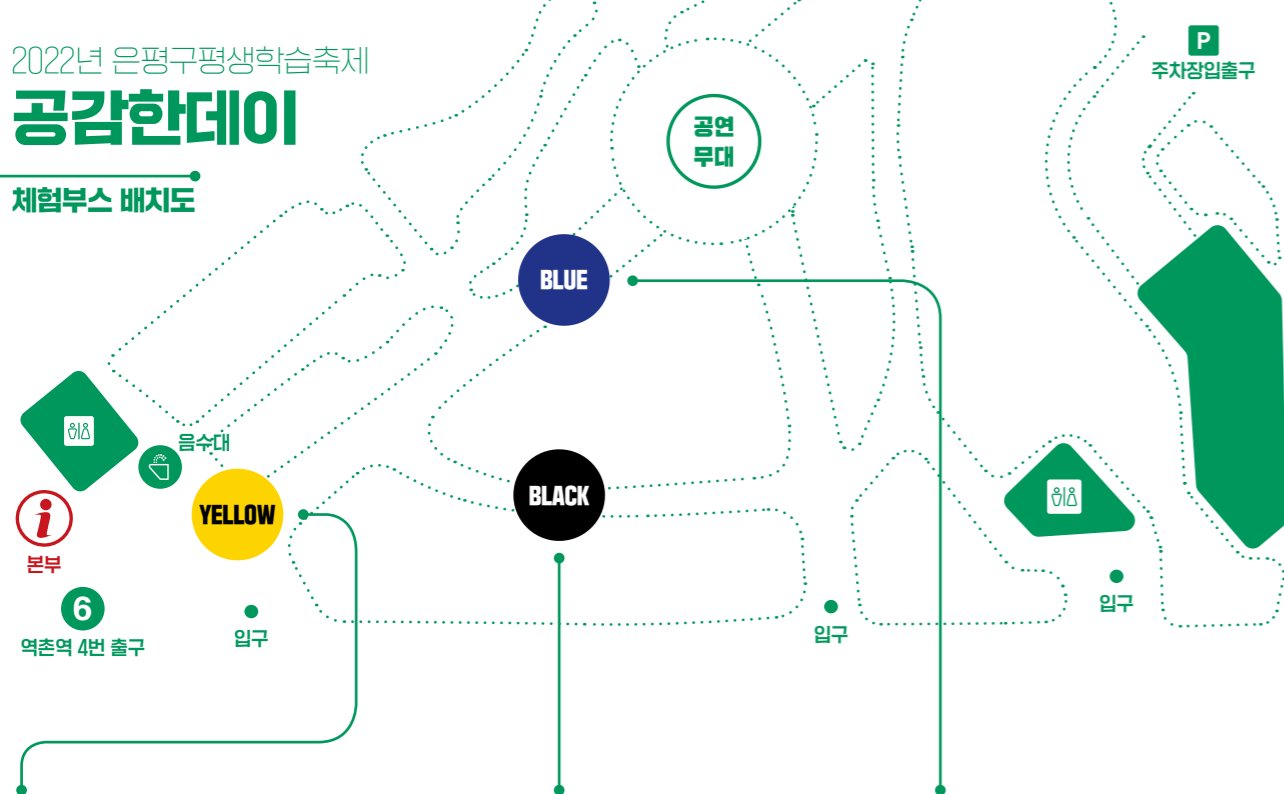 2022년 은평구평생학습축제
공감한데이
체험부스 배치도
P
주차장입출구
공연
무대
BLUE
음수대
YELLOW
BLACK
본부
6
역촌역 4번 출구
입구
입구
입구